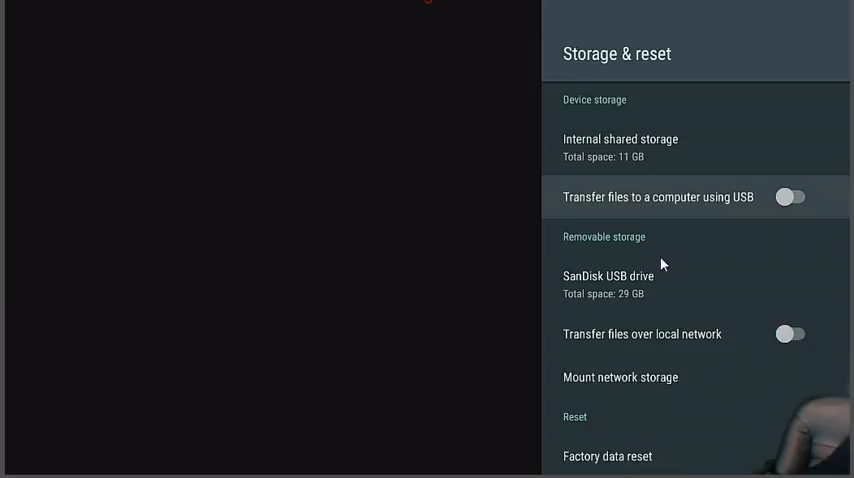 Storage & reset
Device storage
Internal shared storage
Total space: 11 GB
Transfer files to a computer using USB
Removable storage
SanDisk USB drive
Total space: 29 GB
Transfer files over local network
Mount network storage
Reset
Factory data reset